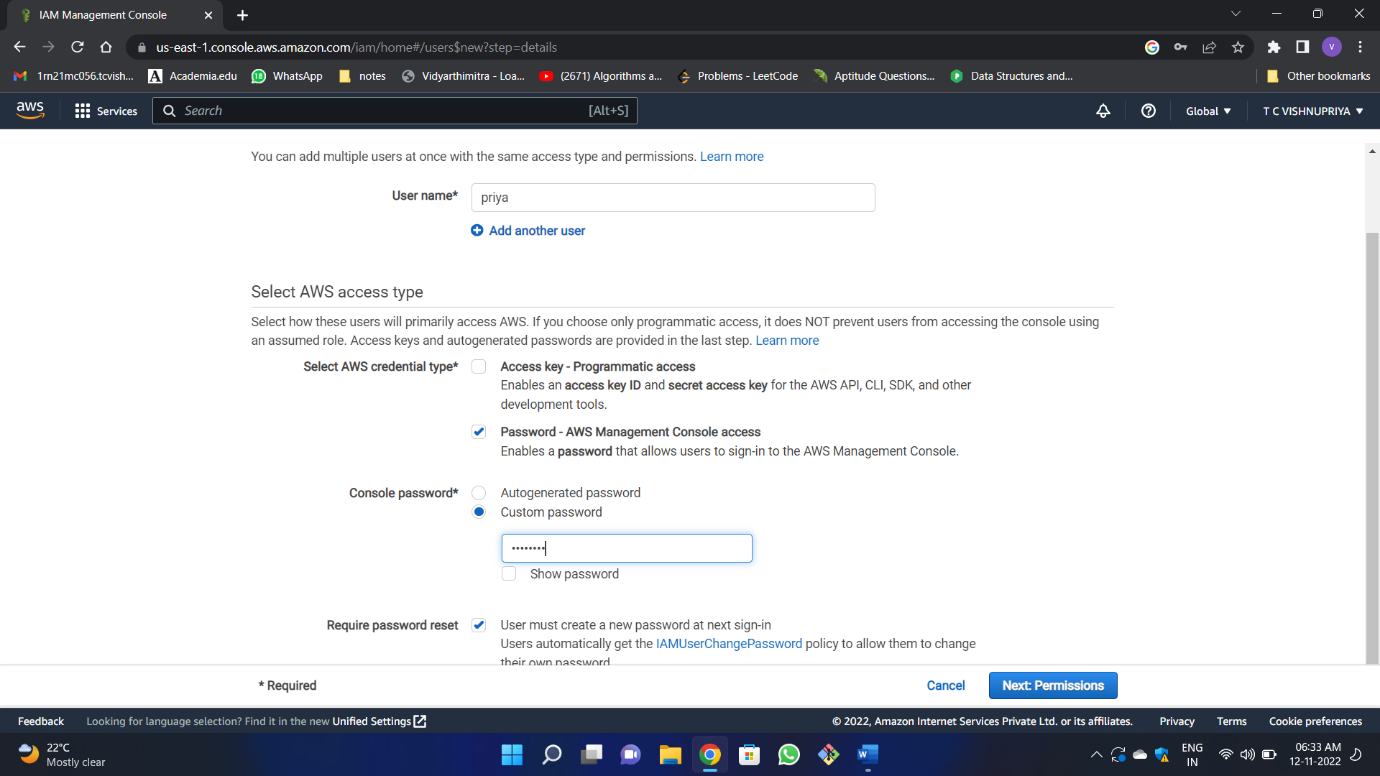 IAM Management Console
us-east-1.console.aws.amazon.com/iam/home#/users$new?step=details
V
1rn21mc056.tcvish...
A Academia.edu
WhatsApp
notes
Vidyarthimitra - Loa...
(2671) Algorithms a...
Problems - LeetCode
Aptitude Questions...
Data Structures and...
Other bookmarks
aws
Services
Search
[Alt+S]
Global
T C VISHNUPRIYA
You can add multiple users at once with the same access type and permissions. Learn more
User name*
priya
Add another user
Select AWS access type
Select how these users will primarily access AWS. If you choose only programmatic access, it does NOT prevent users from accessing the console using
an assumed role. Access keys and autogenerated passwords are provided in the last step. Learn more
Select AWS credential type*
Access key - Programmatic access
Enables an access key ID and secret access key for the AWS API, CLI, SDK, and other
development tools.
Password - AWS Management Console access
Enables a password that allows users to sign-in to the AWS Management Console.
Console password*
Autogenerated password
Custom password
••••••••
Show password
Require password reset
User must create a new password at next sign-in
Users automatically get the IAMUserChangePassword policy to allow them to change
their own password
* Required
Cancel
Next: Permissions
Feedback
Looking for language selection? Find it in the new Unified Settings
© 2022, Amazon Internet Services Private Ltd. or its affiliates.
Privacy
Terms
Cookie preferences
22°C
Mostly clear
ENG
IN
06:33 AM
12-11-2022